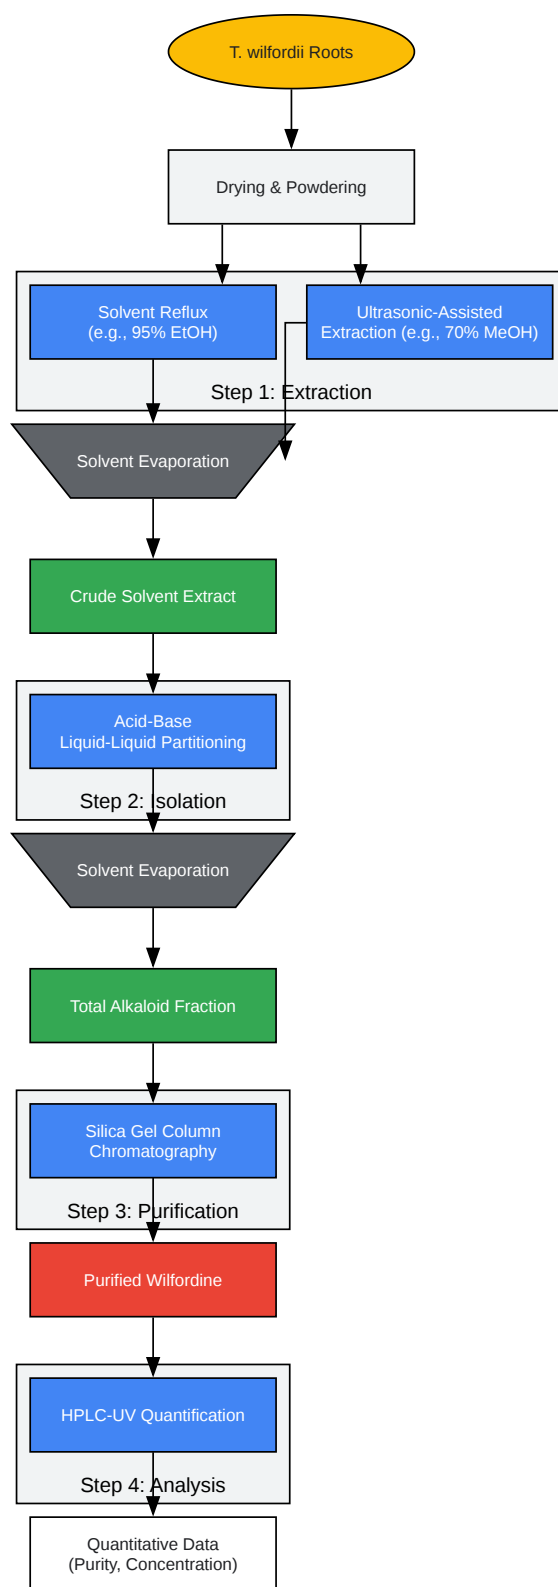 T. wilfordii Roots
Drying & Powdering
Solvent Reflux
(e.g., 95% EtOH)
Ultrasonic-Assisted
Extraction (e.g., 70% MeOH)
Step 1: Extraction
Solvent Evaporation
Crude Solvent Extract
Acid-Base
Liquid-Liquid Partitioning
Step 2: Isolation
Solvent Evaporation
Total Alkaloid Fraction
Silica Gel Column
Chromatography
Step 3: Purification
Purified Wilfordine
HPLC-UV Quantification
Step 4: Analysis
Quantitative Data
(Purity, Concentration)